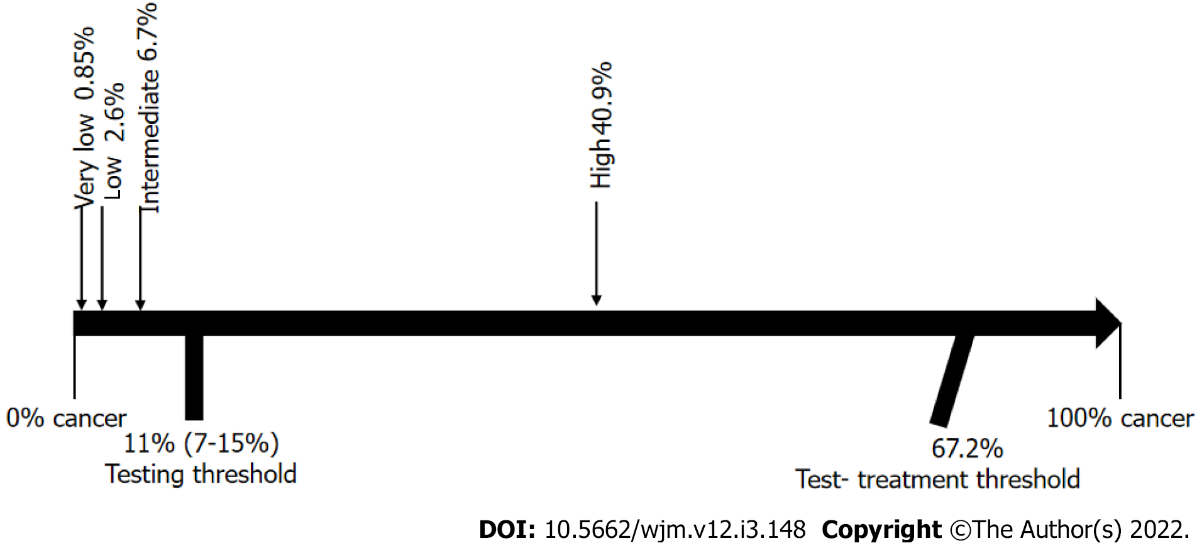 Very low 0.85%
Low 2.6%
Intermediate 6.7%
High 40.9%
0% cancer
11% (7-15%)
Testing threshold
67.2%
Test- treatment threshold
100% cancer
DOI: 10.5662/wjm.v12.i3.148 Copyright ©The Author(s) 2022.